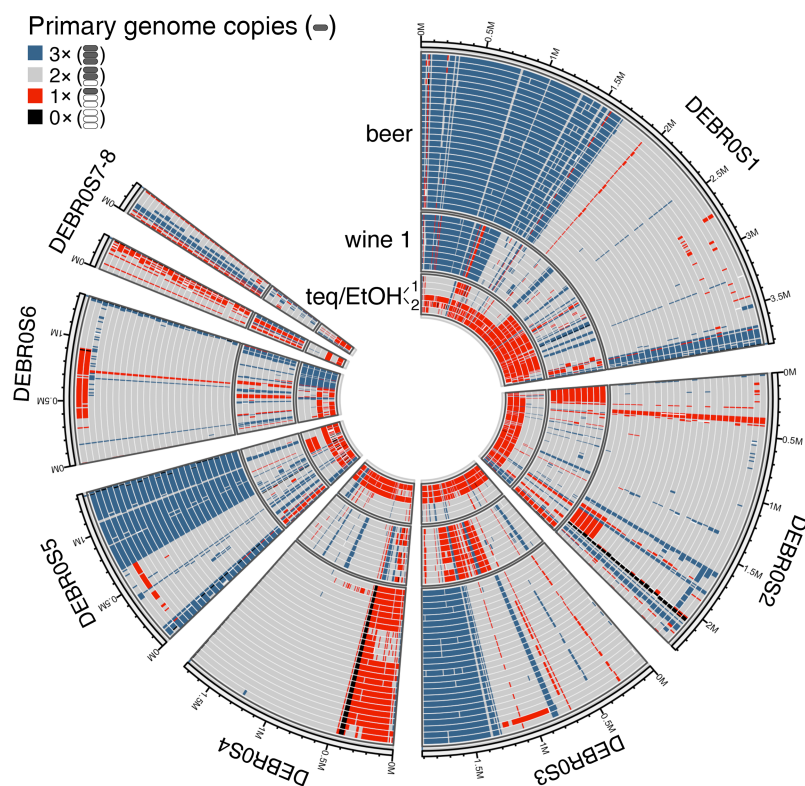 Primary genome copies ( )
3× ( )
2× ( )
1× ( )
0× ( )
beer
wine 1
teq/EtOH 1
2
0M
0.5M
1M
1.5M
2M
2.5M
3M
3.5M
DEBR0S1
0M
0.5M
1M
1.5M
2M
DEBR0S2
0M
0.5M
1M
1.5M
DEBR0S3
0M
0.5M
1M
1.5M
DEBR0S4
0M
0.5M
1M
DEBR0S5
0M
0.5M
1M
DEBR0S6
0M
0M
DEBR0S7-8